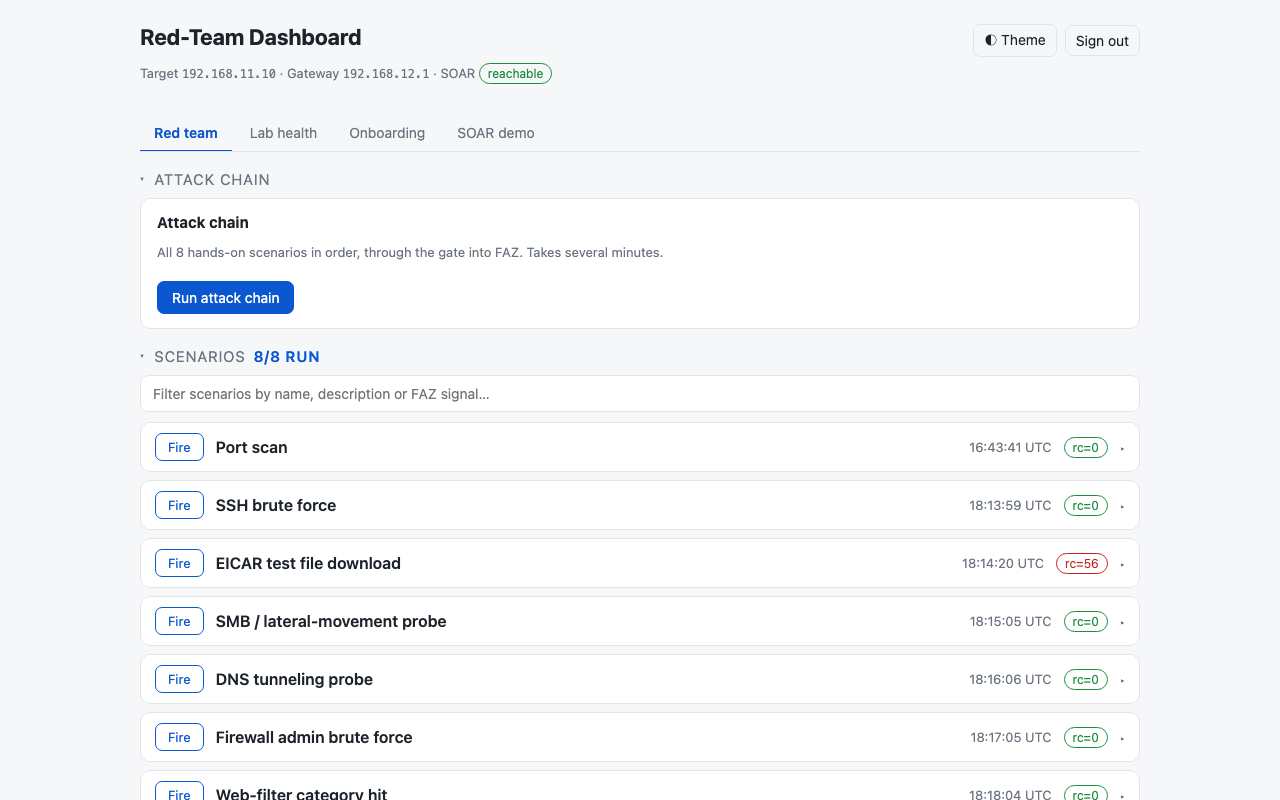 Red-Team Dashboard
Theme
Sign out
Target 192.168.11.10 · Gateway 192.168.12.1 · SOAR reachable
Red team
Lab health
Onboarding
SOAR demo
ATTACK CHAIN
Attack chain
All 8 hands-on scenarios in order, through the gate into FAZ. Takes several minutes.
Run attack chain
SCENARIOS 8/8 RUN
Filter scenarios by name, description or FAZ signal...
Fire Port scan 16:43:41 UTC rc=0
Fire SSH brute force 18:13:59 UTC rc=0
Fire EICAR test file download 18:14:20 UTC rc=56
Fire SMB / lateral-movement probe 18:15:05 UTC rc=0
Fire DNS tunneling probe 18:16:06 UTC rc=0
Fire Firewall admin brute force 18:17:05 UTC rc=0
Fire Web-filter category hit 18:18:04 UTC rc=0